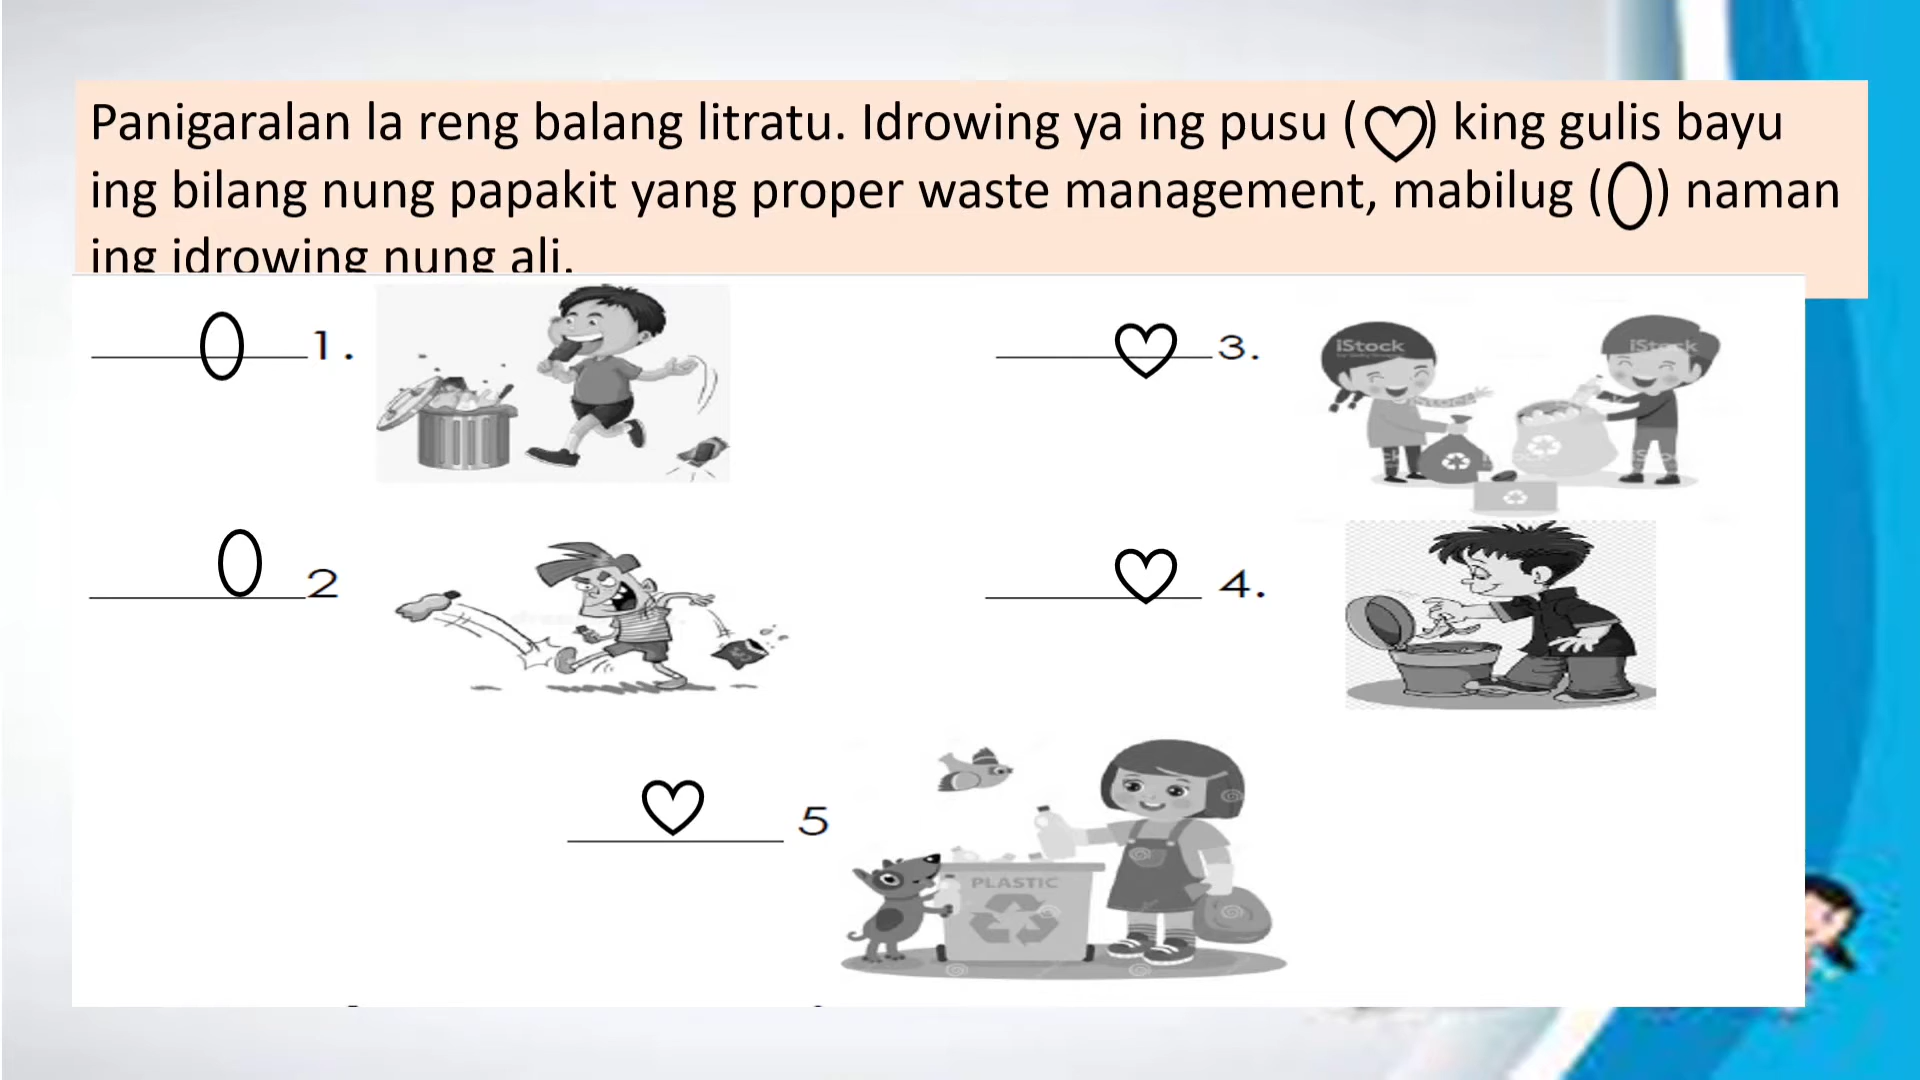 Panigaralan la reng balang litratu. Idrowing ya ing pusu ( ) king gulis bayu
ing bilang nung papakit yang proper waste management, mabilug ( ) naman
ing idrowing nung ali.
1.
3.
iStock
iStock
2
4.
5
PLASTIC